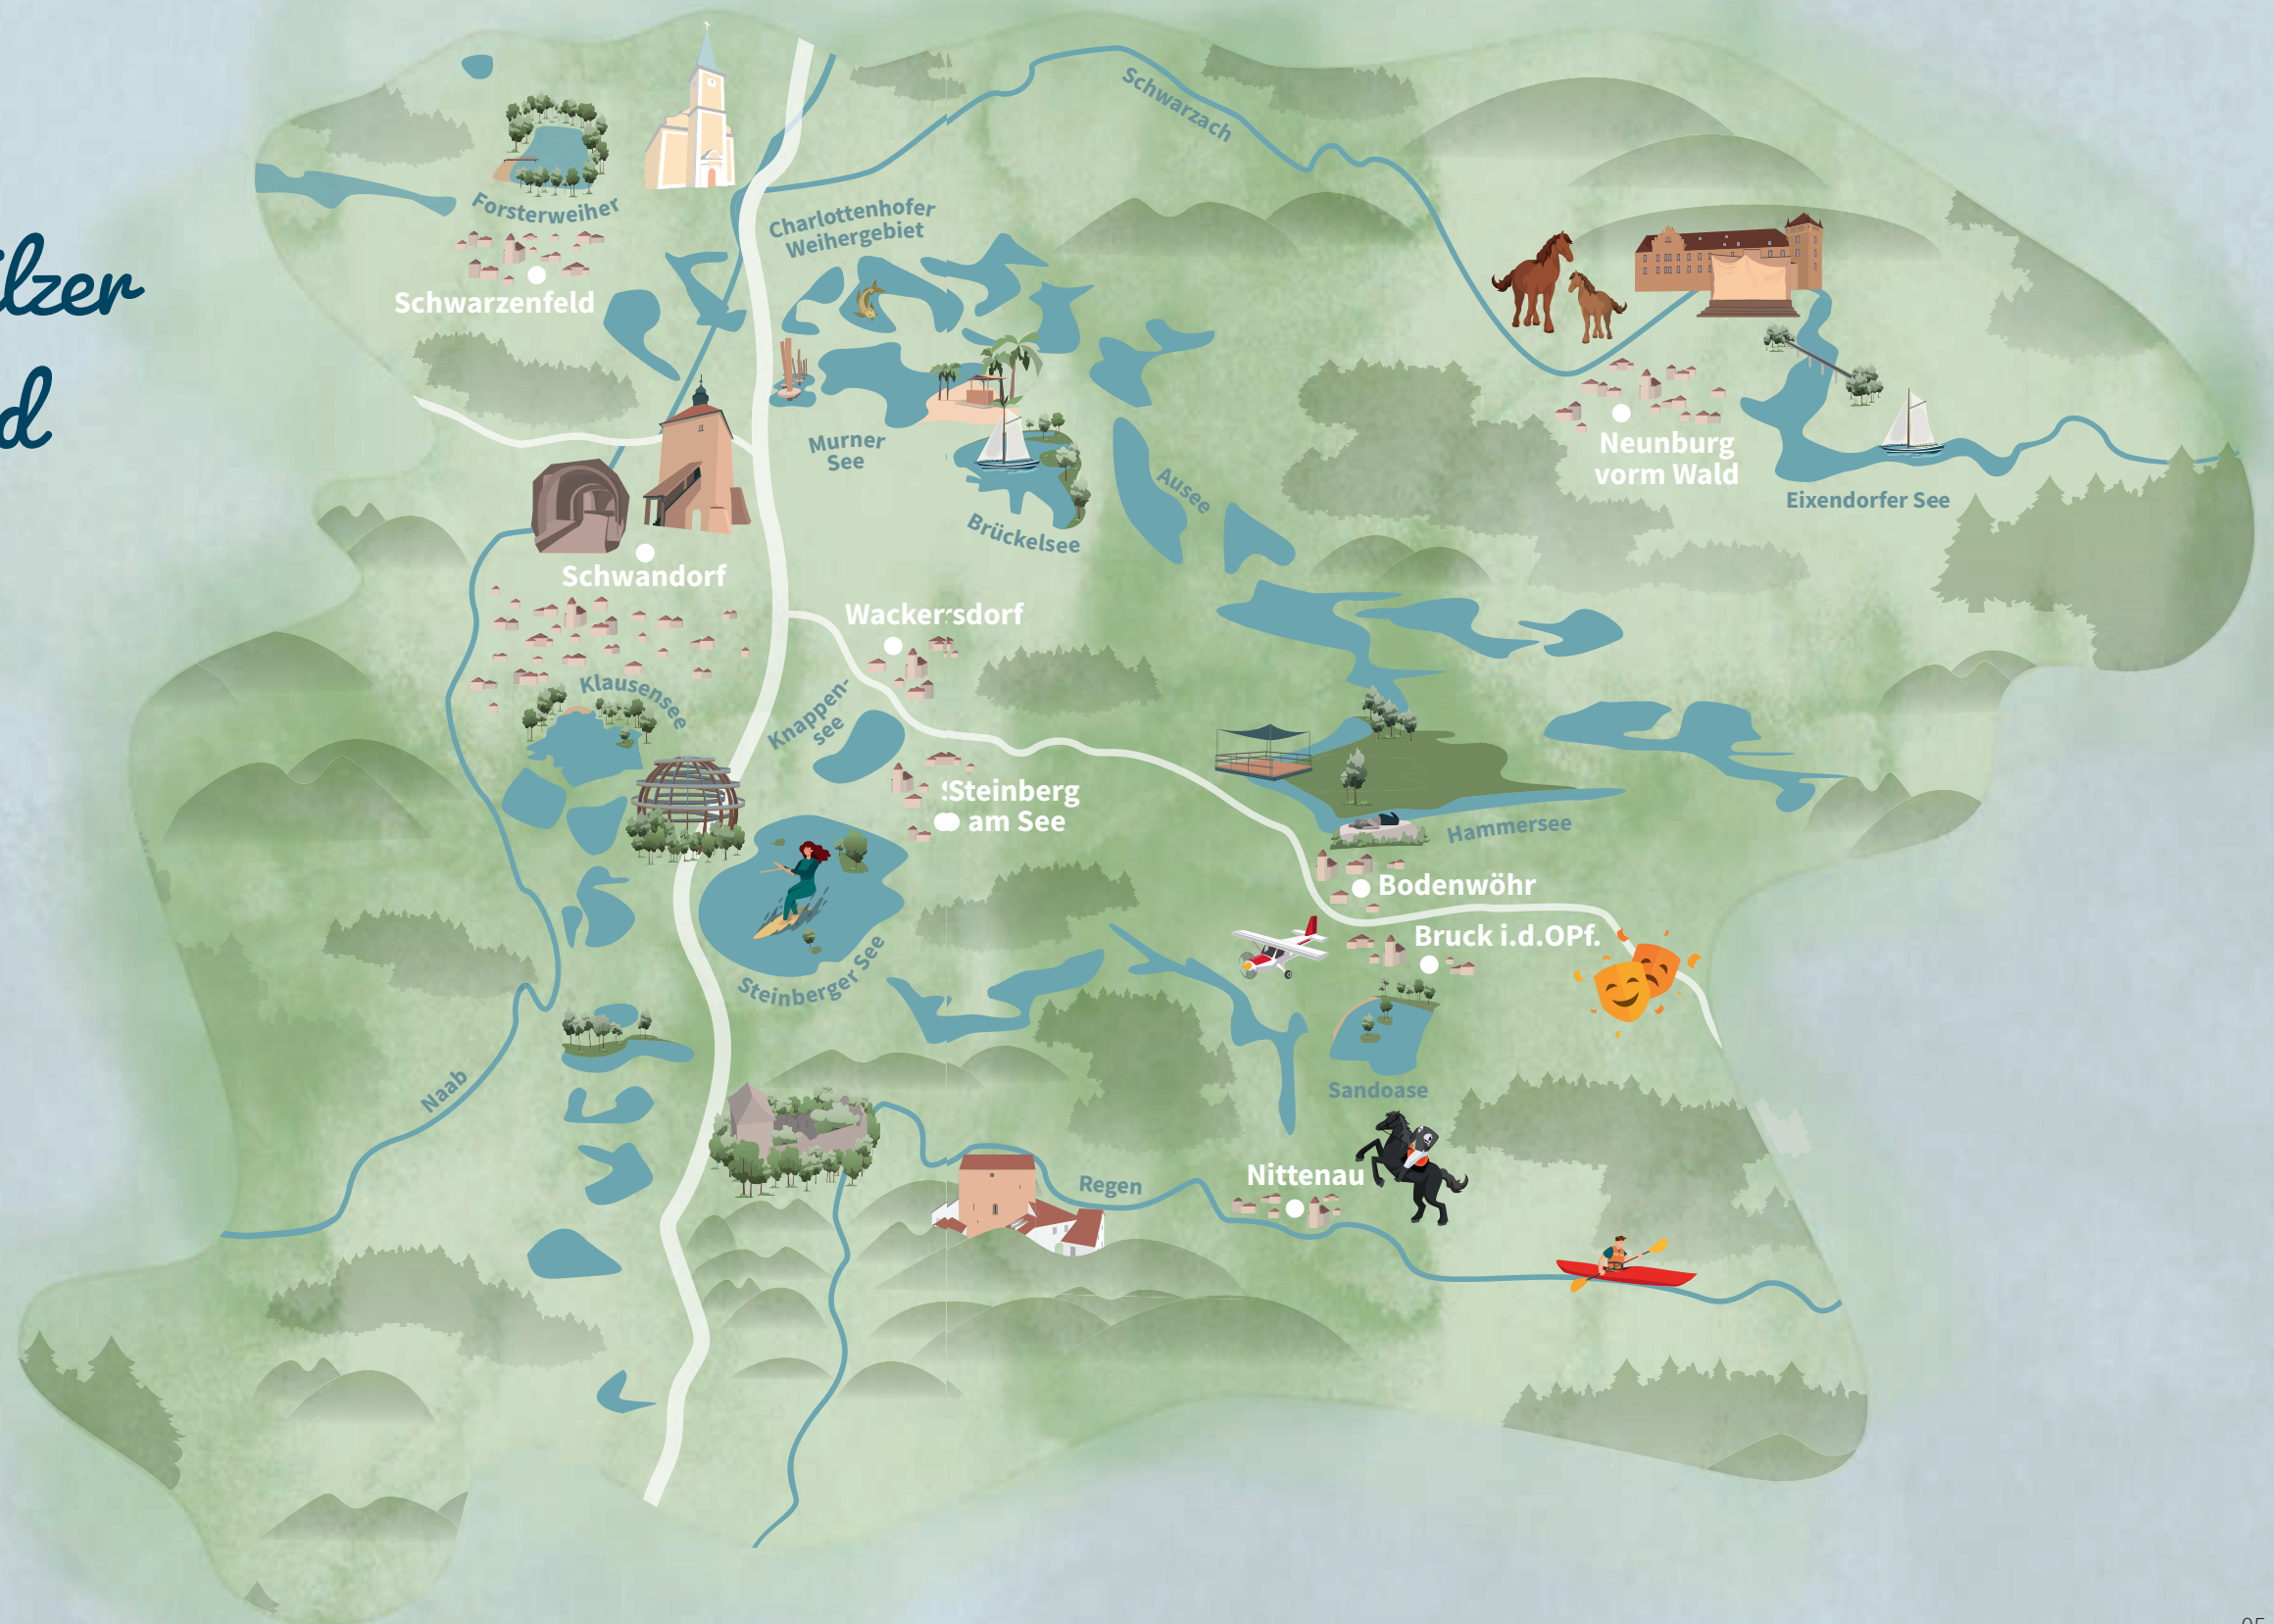 lzer
d
Schwarzach
Forsterweiher
Charlottenhofer
Weihergebiet
Schwarzenfeld
Murner
See
Neunburg
vorm Wald
Ausee
Eixendorfer See
Brückelsee
Schwandorf
Wackersdorf
Klausensee
Knappen-
see
Steinberg
am See
Hammersee
Bodenwöhr
Bruck i.d.OPf.
Steinberger See
Naab
Sandoase
Nittenau
Regen